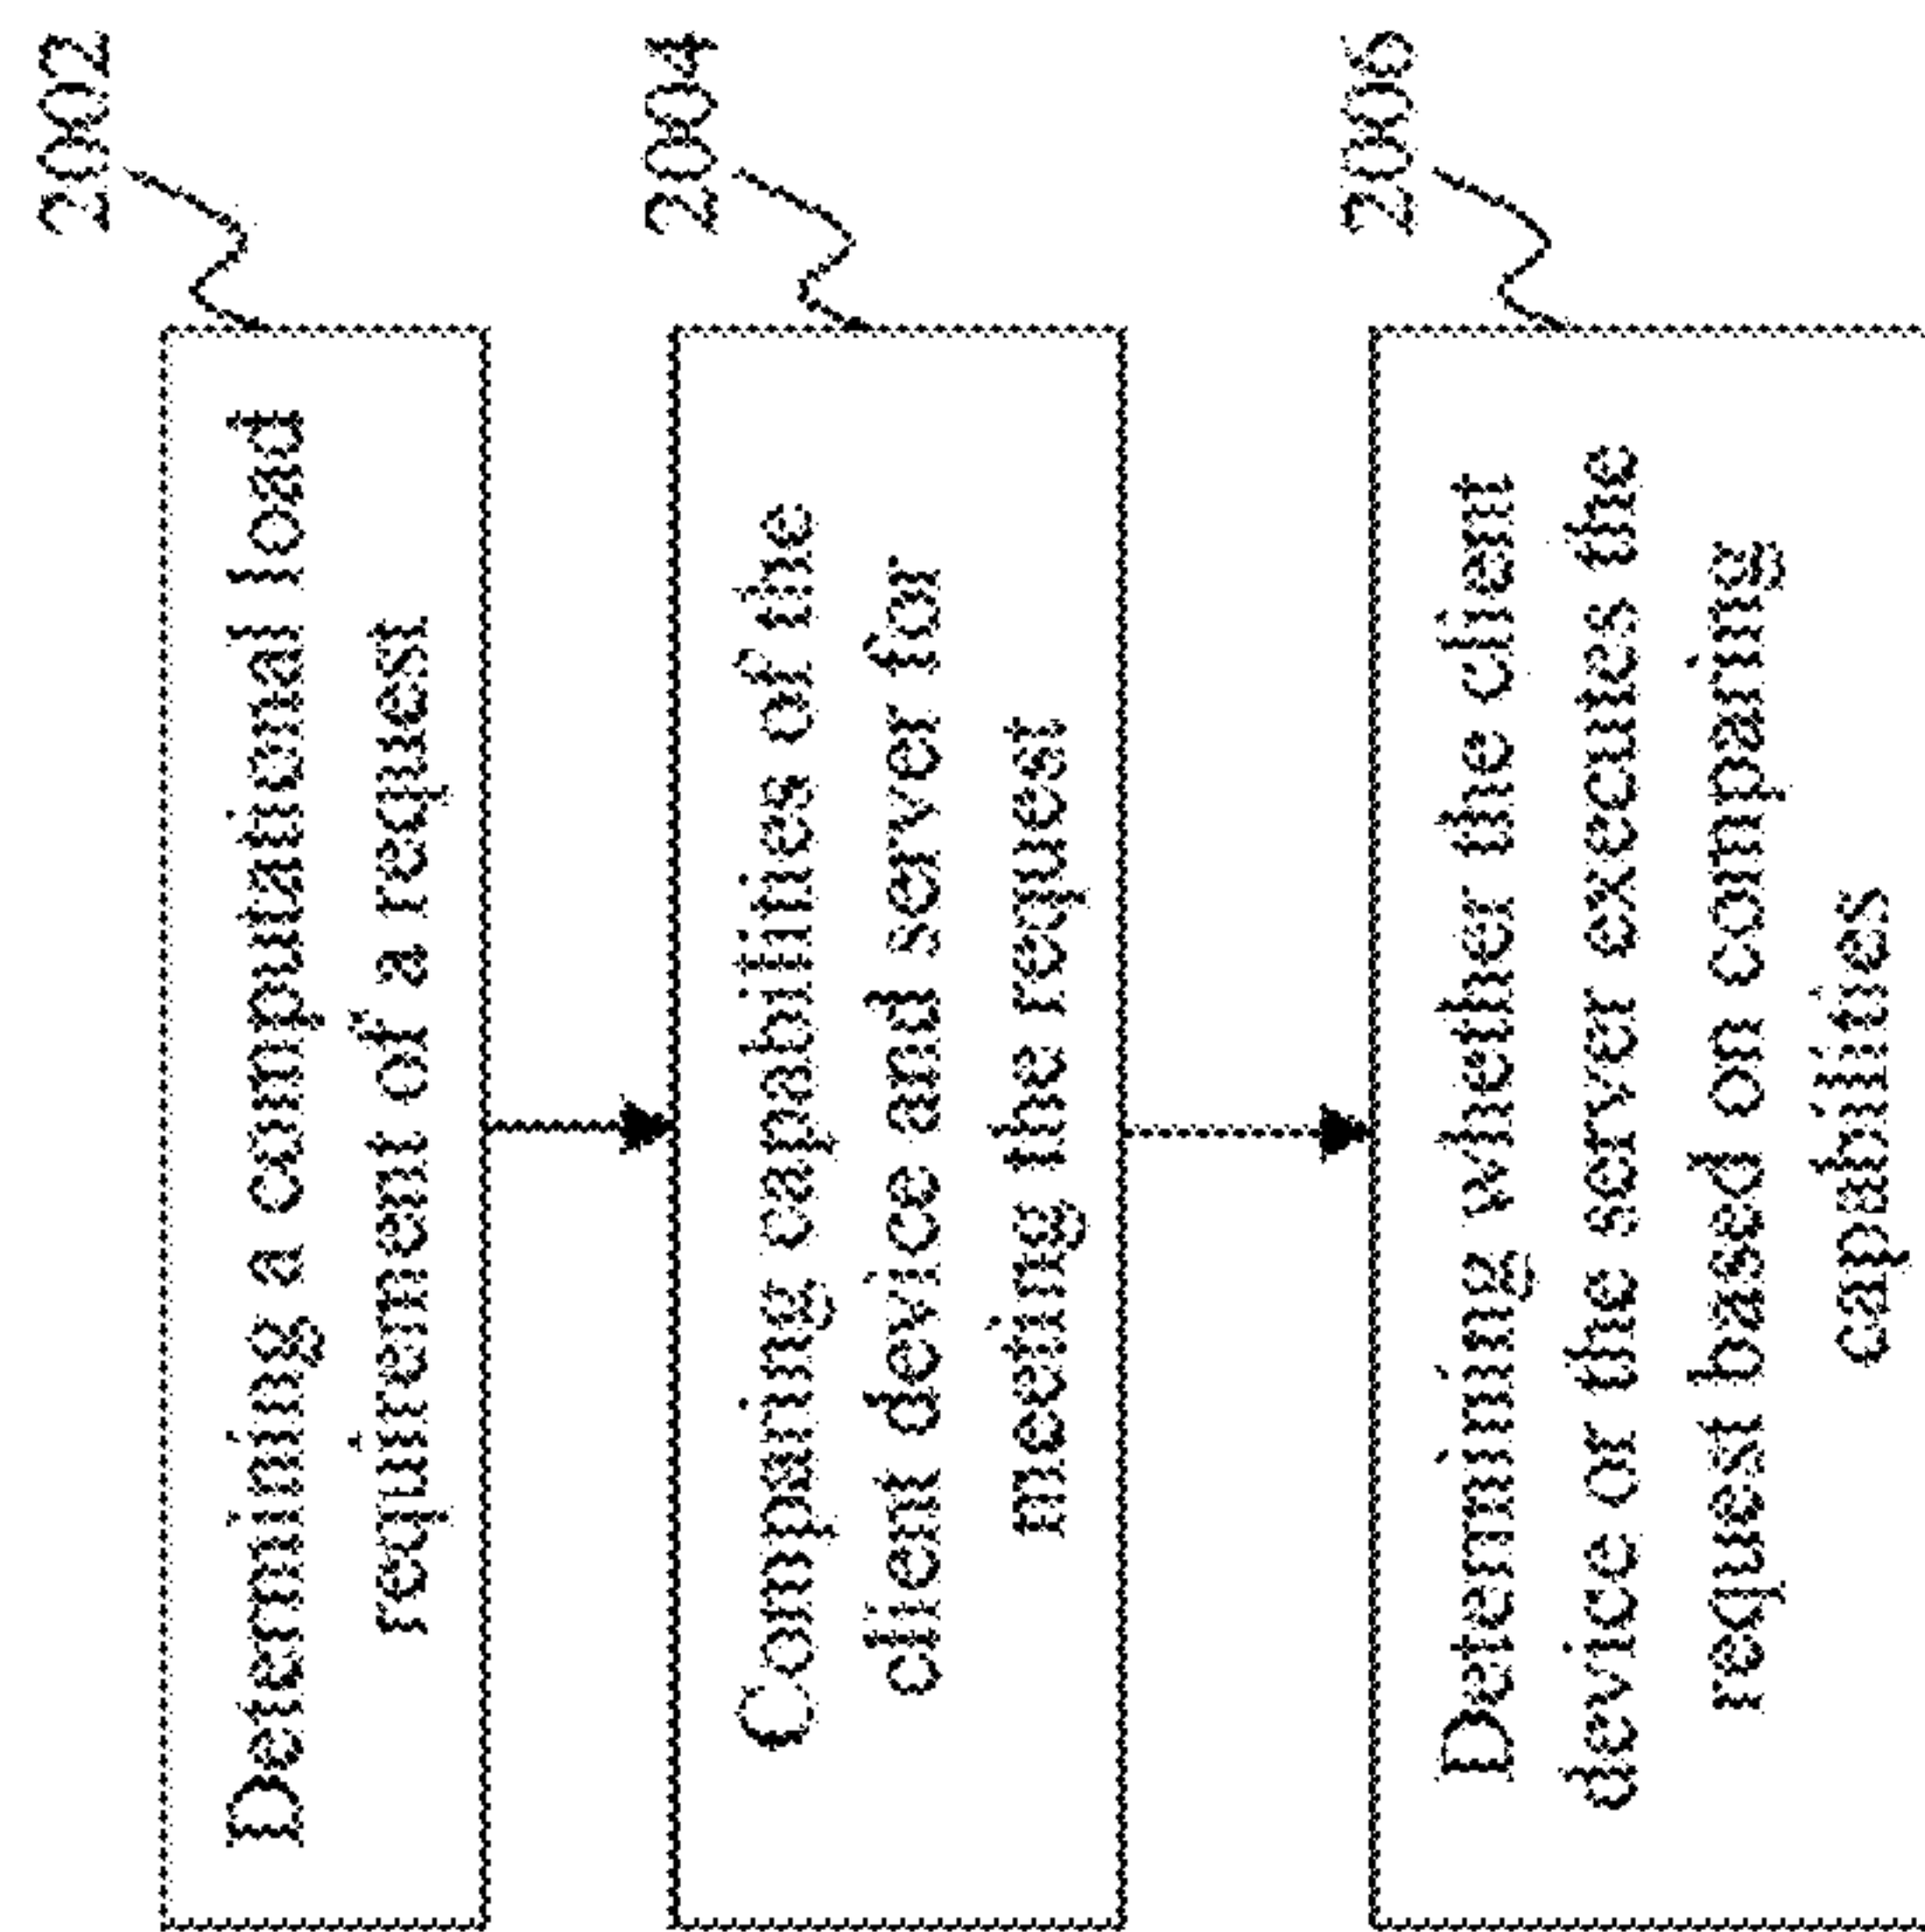 2002
Determining a computational load
requirement of a request
2004
Comparing capabilities of the
client device and server for
meeting the request
2006
Determining whether the client
device or the server executes the
request based on comparing
capabilities